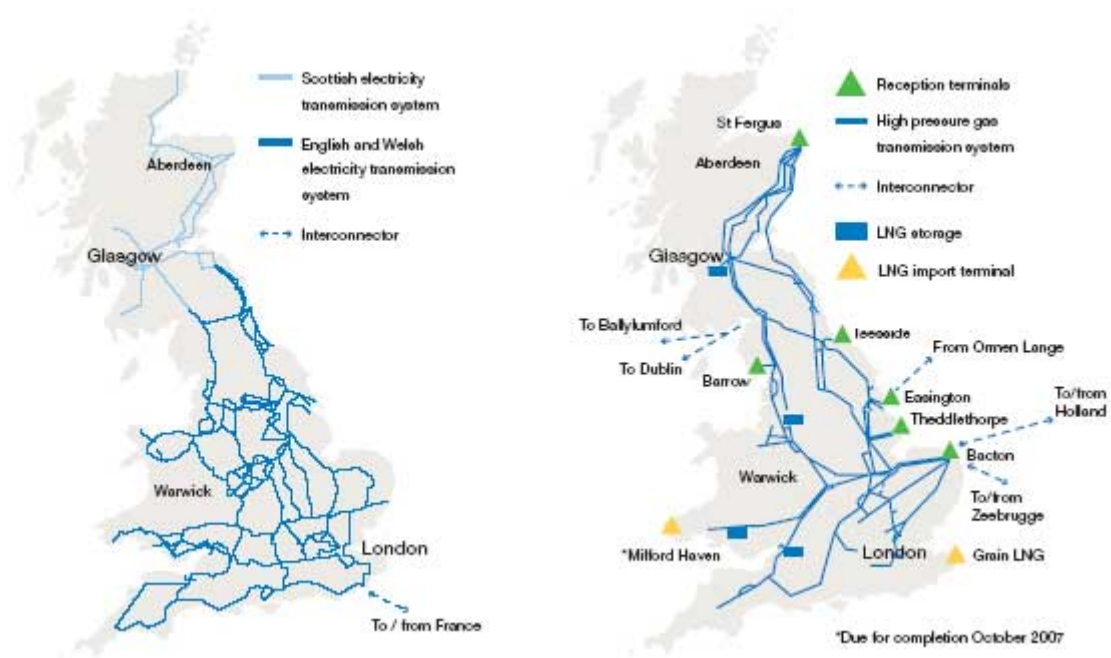 Scottish electricity
transmission system
English and Welsh
electricity transmission
system
Interconnector
Aberdeen
Glasgow
Warwick
London
To / from France
Reception terminals
High pressure gas
transmission system
Interconnector
LNG storage
LNG import terminal
St Fergus
Aberdeen
Glasgow
To Ballylumford
To Dublin
Barrow
Teesside
From Ormen Lange
Easington
Theddlethorpe
To/from
Holland
Bacton
To/from
Zeebrugge
Warwick
*Milford Haven
London
Grain LNG
*Due for completion October 2007